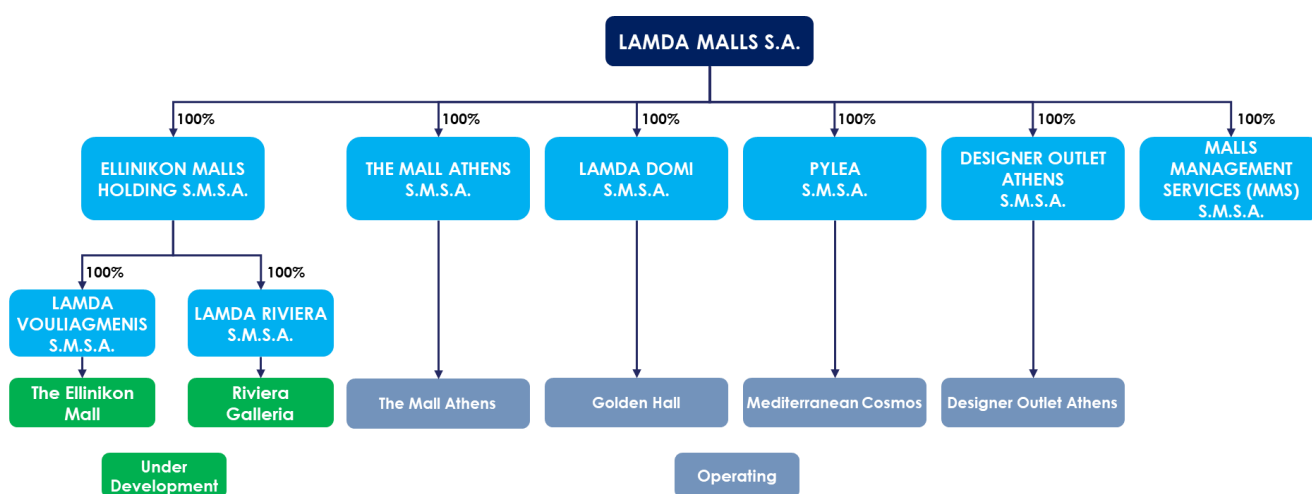 LAMDA MALLS S.A.
100%
100%
100%
100%
100%
100%
ELLINIKON MALLS
HOLDING S.M.S.A.
THE MALL ATHENS
S.M.S.A.
LAMDA DOMI
S.M.S.A.
PYLEA
S.M.S.A.
DESIGNER OUTLET
ATHENS
S.M.S.A.
MALLS
MANAGEMENT
SERVICES (MMS)
S.M.S.A.
100%
100%
LAMDA
VOULIAGMENIS
S.M.S.A.
LAMDA RIVIERA
S.M.S.A.
The Ellinikon
Mall
Riviera
Galleria
The Mall Athens
Golden Hall
Mediterranean Cosmos
Designer Outlet Athens
Under
Development
Operating